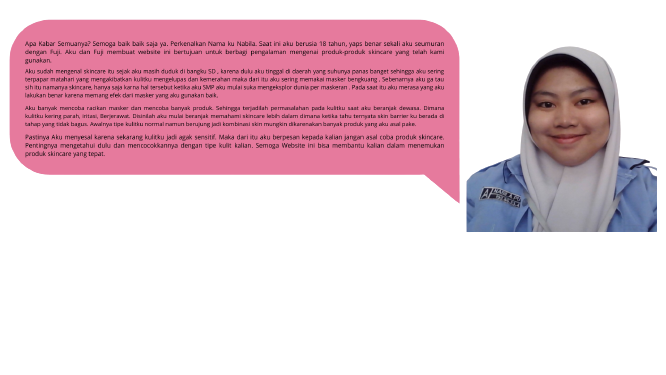 Apa Kabar Semuanya? Semoga baik baik saja ya. Perkenalkan Nama ku Nabila. Saat ini aku berusia 18 tahun, yaps benar sekali aku seumuran
dengan Fuji. Aku dan Fuji membuat website ini bertujuan untuk berbagi pengalaman mengenai produk-produk skincare yang telah kami
gunakan.
Aku sudah mengenal skincare itu sejak aku masih duduk di bangku SD , karena dulu aku tinggal di daerah yang suhunya panas banget sehingga aku sering
terpapar matahari yang mengakibatkan kulitku mengelupas dan kemerahan maka dari itu aku sering memakai masker bengkuang . Sebenarnya aku ga tau
sih itu namanya skincare, hanya saja karna hal tersebut ketika aku SMP aku mulai suka mengeksplor dunia per maskeran . Pada saat itu aku merasa yang aku
lakukan benar karena memang efek dari masker yang aku gunakan baik.
Aku banyak mencoba racikan masker dan mencoba banyak produk. Sehingga terjadilah permasalahan pada kulitku saat aku beranjak dewasa. Dimana
kulitku kering parah, iritasi, Berjerawat. Disinilah aku mulai beranjak memahami skincare lebih dalam dimana ketika tahu ternyata skin barrier ku berada di
tahap yang tidak bagus. Awalnya tipe kulitku normal namun berujung jadi kombinasi skin mungkin dikarenakan banyak produk yang aku asal pake.
Pastinya Aku menyesal karena sekarang kulitku jadi agak sensitif. Maka dari itu aku berpesan kepada kalian jangan asal coba produk skincare.
Pentingnya mengetahui dulu dan mencocokkannya dengan tipe kulit kalian. Semoga Website ini bisa membantu kalian dalam menemukan
produk skincare yang tepat.